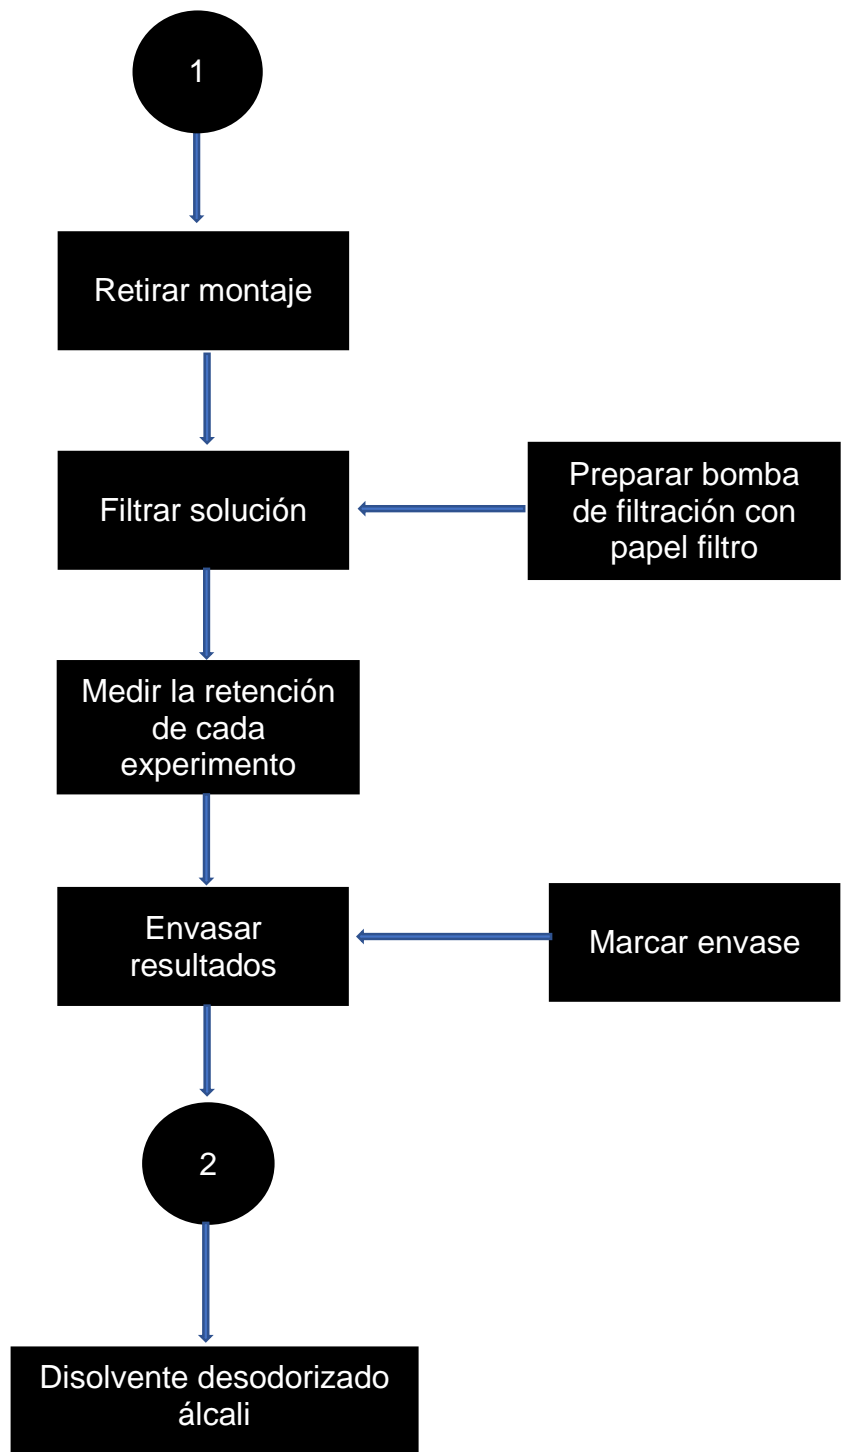 1
Retirar montaje
Filtrar solución
Preparar bomba
de filtración con
papel filtro
Medir la retención
de cada
experimento
Envasar
resultados
Marcar envase
2
Disolvente desodorizado
álcali